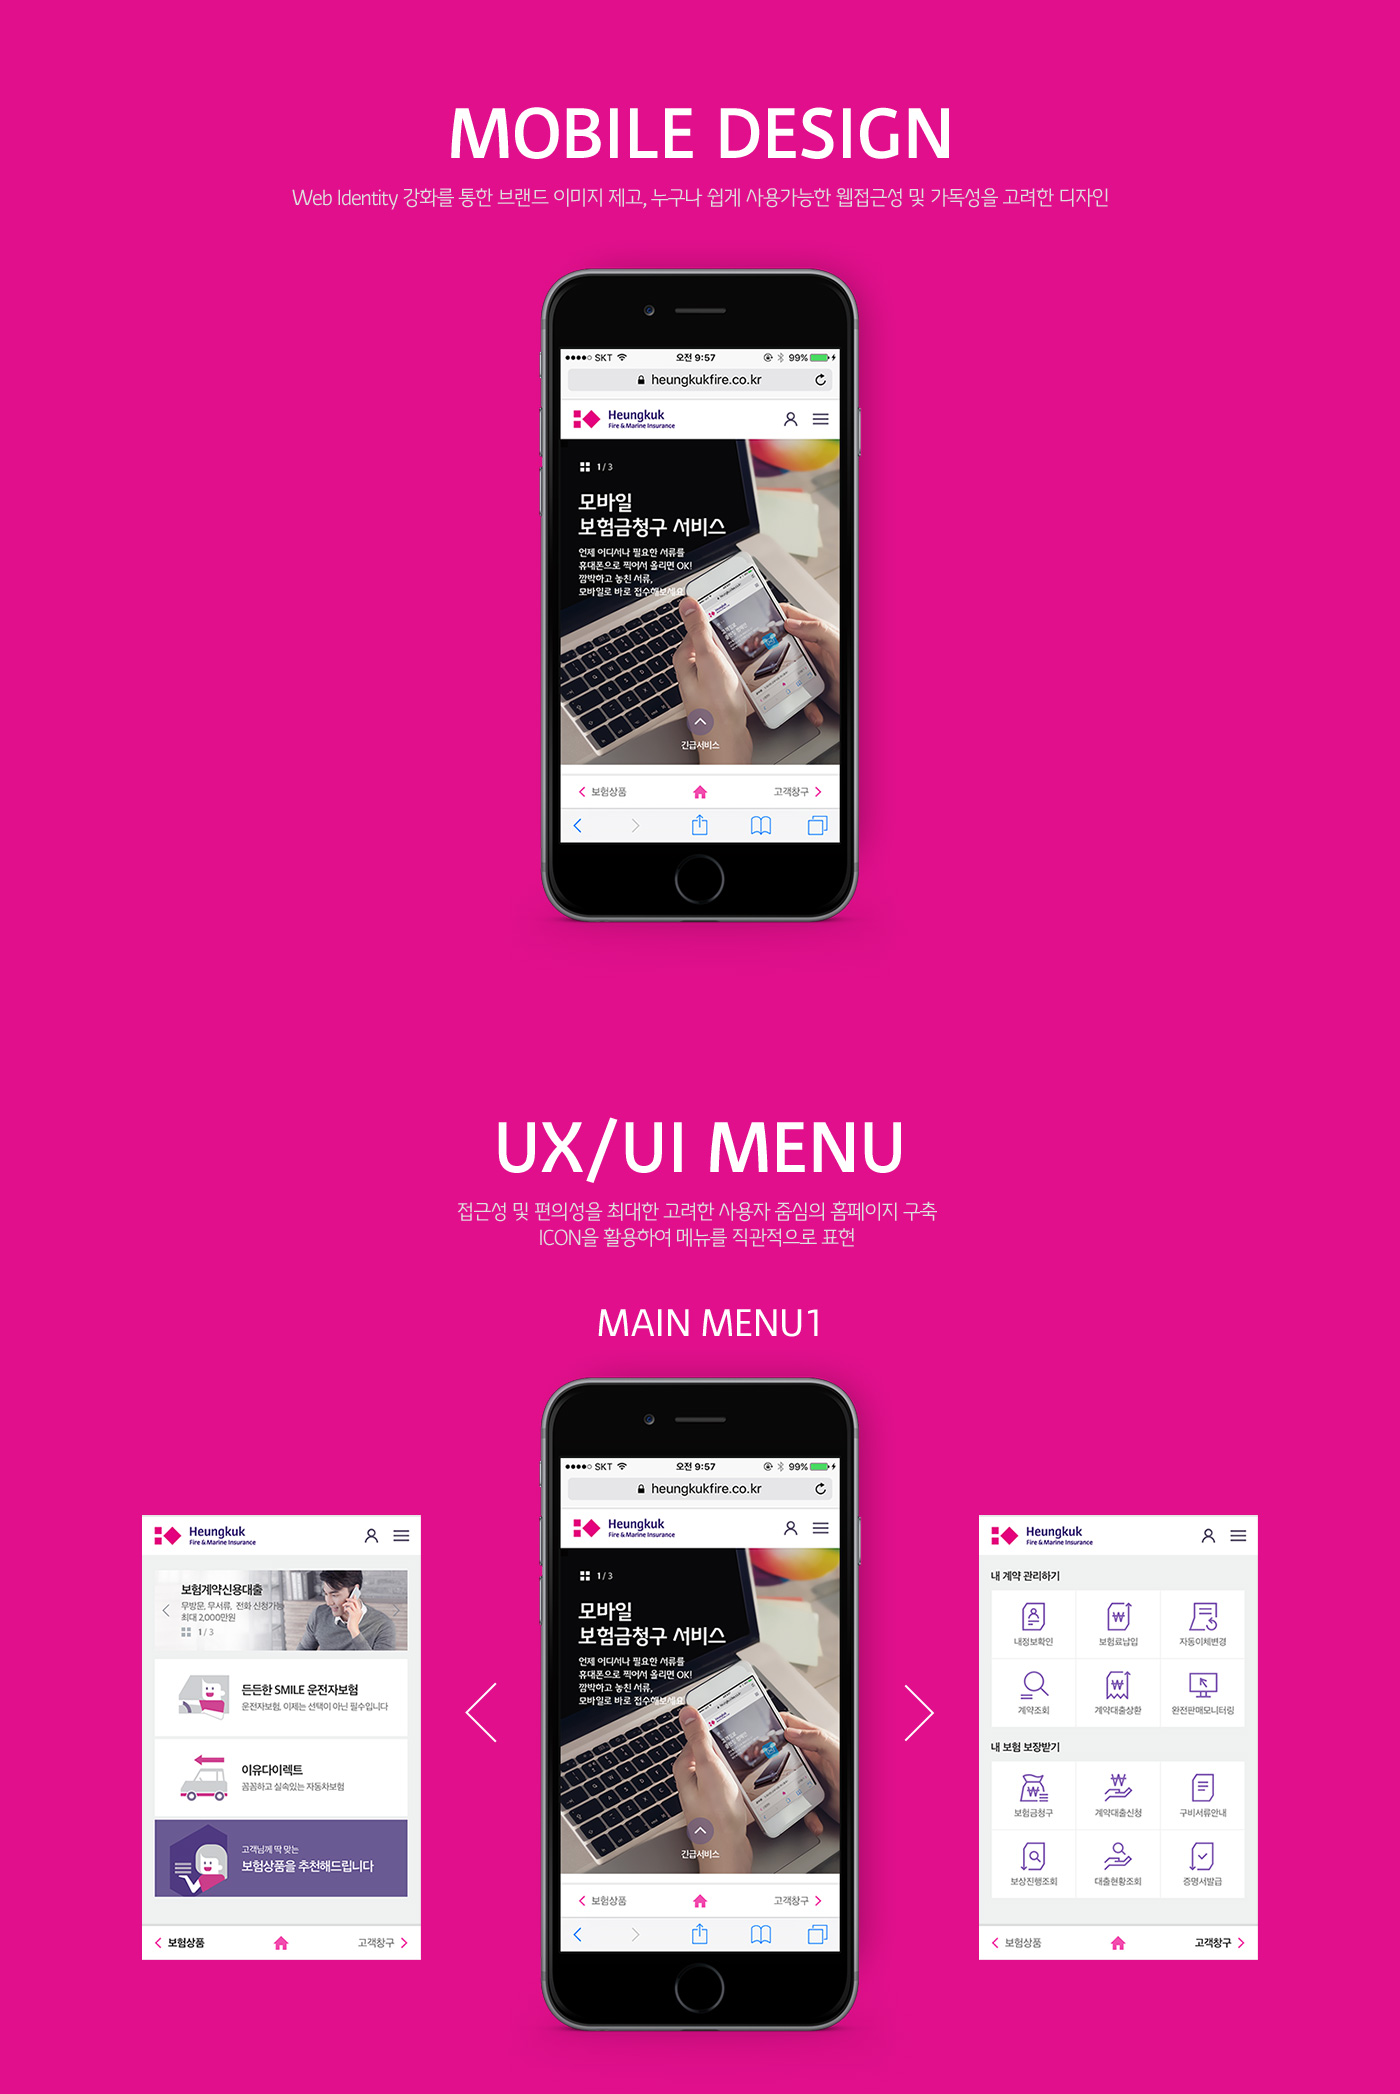 MOBILE DESIGN
Web Identity 강화를 통한 브랜드 이미지 제고, 누구나 쉽게 사용가능한 웹접근성 및 가독성을 고려한 디자인
SKT 오전 9:57 99%
heungkukfire.co.kr
Heungkuk
Fire & Marine Insurance
1 / 3
모바일
보험금청구 서비스
언제 어디서나 필요한 서류를
휴대폰으로 찍어서 올리면 OK!
깜박하고 놓친 서류,
모바일로 바로 접수해보세요.
긴급서비스
보험상품 고객창구
UX/UI MENU
접근성 및 편의성을 최대한 고려한 사용자 줌심의 홈페이지 구축
ICON을 활용하여 메뉴를 직관적으로 표현
MAIN MENU1
Heungkuk
Fire & Marine Insurance
보험계약신용대출
무방문, 무서류, 전화 신청가능
최대 2,000만원
1 / 3
든든한 SMILE 운전자보험
운전자보험, 이제는 선택이 아닌 필수입니다
이유다이렉트
꼼꼼하고 실속있는 자동차보험
고객님께 딱 맞는
보험상품을 추천해드립니다
보험상품 고객창구
SKT 오전 9:57 99%
heungkukfire.co.kr
Heungkuk
Fire & Marine Insurance
1 / 3
모바일
보험금청구 서비스
언제 어디서나 필요한 서류를
휴대폰으로 찍어서 올리면 OK!
깜박하고 놓친 서류,
모바일로 바로 접수해보세요.
긴급서비스
보험상품 고객창구
Heungkuk
Fire & Marine Insurance
내 계약 관리하기
내정보확인 보험료납입 자동이체변경
계약조회 계약대출상환 완전판매모니터링
내 보험 보장받기
보험금청구 계약대출신청 구비서류안내
보상진행조회 대출현황조회 증명서발급
보험상품 고객창구